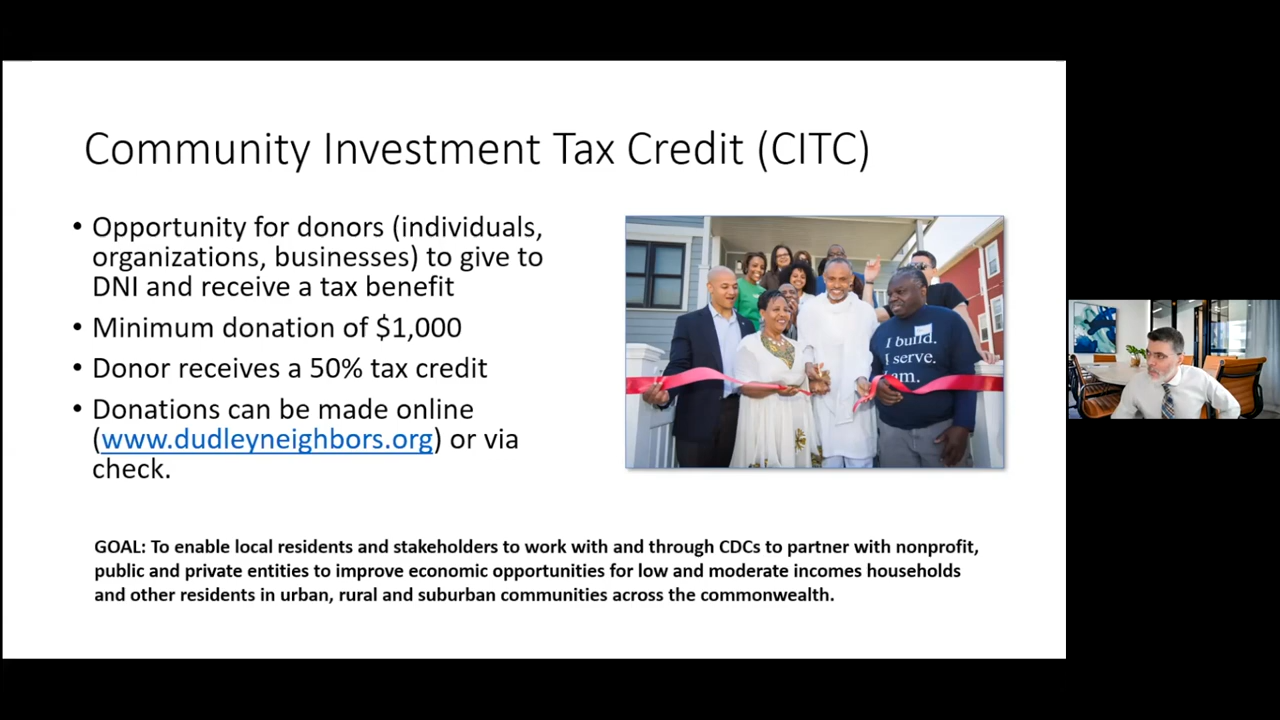 Community Investment Tax Credit (CITC)
• Opportunity for donors (individuals,
organizations, businesses) to give to
DNI and receive a tax benefit
• Minimum donation of $1,000
• Donor receives a 50% tax credit
• Donations can be made online
(www.dudleyneighbors.org) or via
check.
I build.
I serve.
I am.
GOAL: To enable local residents and stakeholders to work with and through CDCs to partner with nonprofit,
public and private entities to improve economic opportunities for low and moderate incomes households
and other residents in urban, rural and suburban communities across the commonwealth.